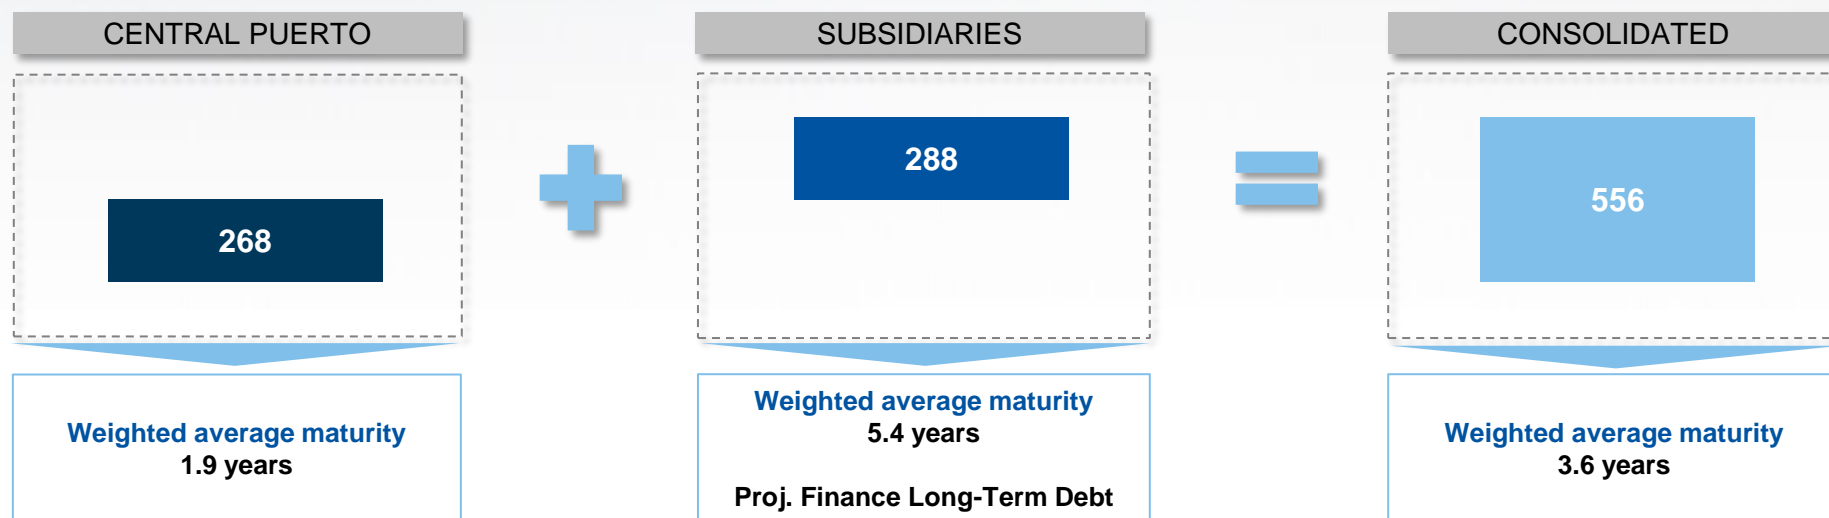 CENTRAL PUERTO
268
Weighted average maturity
1.9 years
SUBSIDIARIES
288
Weighted average maturity
5.4 years
Proj. Finance Long-Term Debt
CONSOLIDATED
556
Weighted average maturity
3.6 years